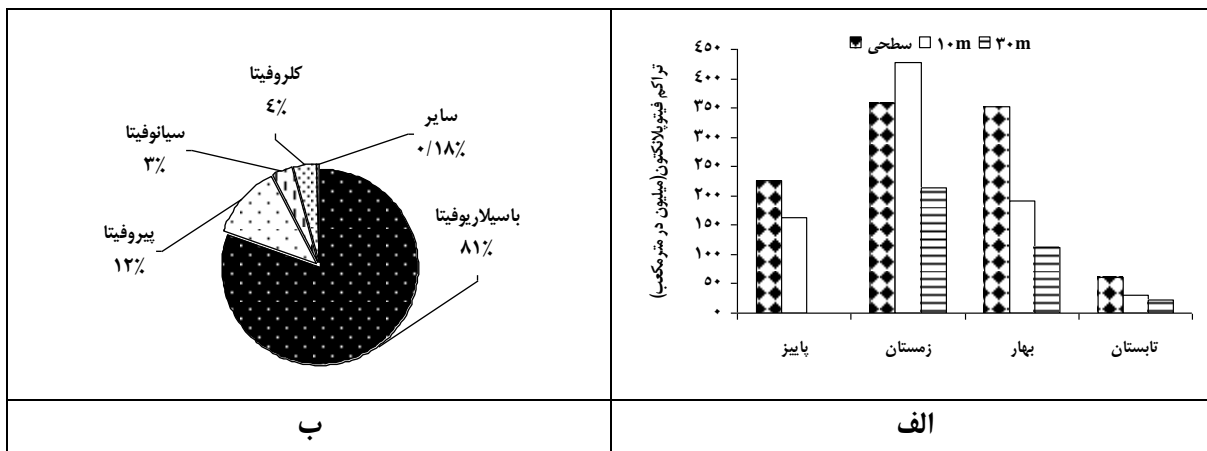 سطحی ۱۰m ۳۰m
تراکم فیتوپلانکتون(میلیون در مترمکعب)
۴۵۰
۴۰۰
۳۵۰
۳۰۰
۲۵۰
۲۰۰
۱۵۰
۱۰۰
۵۰
۰
پاییز
زمستان
بهار
تابستان
الف
کلروفیتا
۴%
سایر
۰/۱۸%
سیانوفیتا
۳%
باسیلاریوفیتا
۸۱%
پیروفیتا
۱۲%
ب